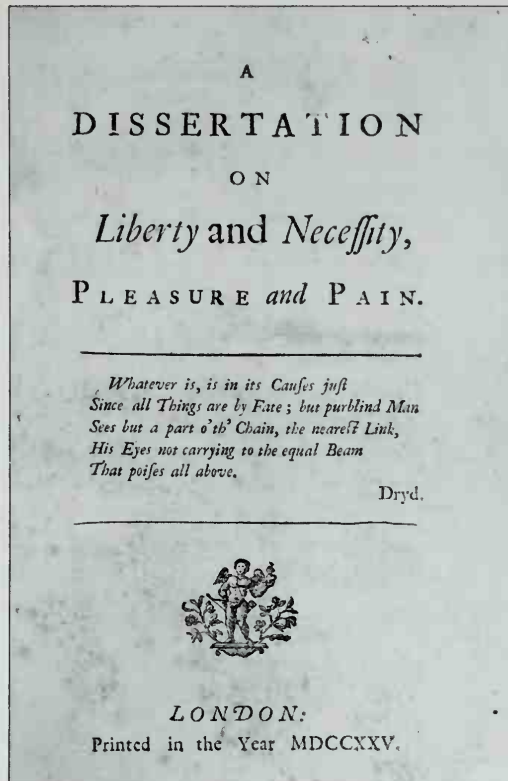 A
DISSERTATION
ON
Liberty and Neceſſity,
PLEASURE and PAIN.
Whatever is, is in its Cauſes juſt
Since all Things are by Fate; but purblind Man
Sees but a part o'th' Chain, the neareſt Link,
His Eyes not carrying to the equal Beam
That poiſes all above.
Dryd.
LONDON:
Printed in the Year MDCCXXV.